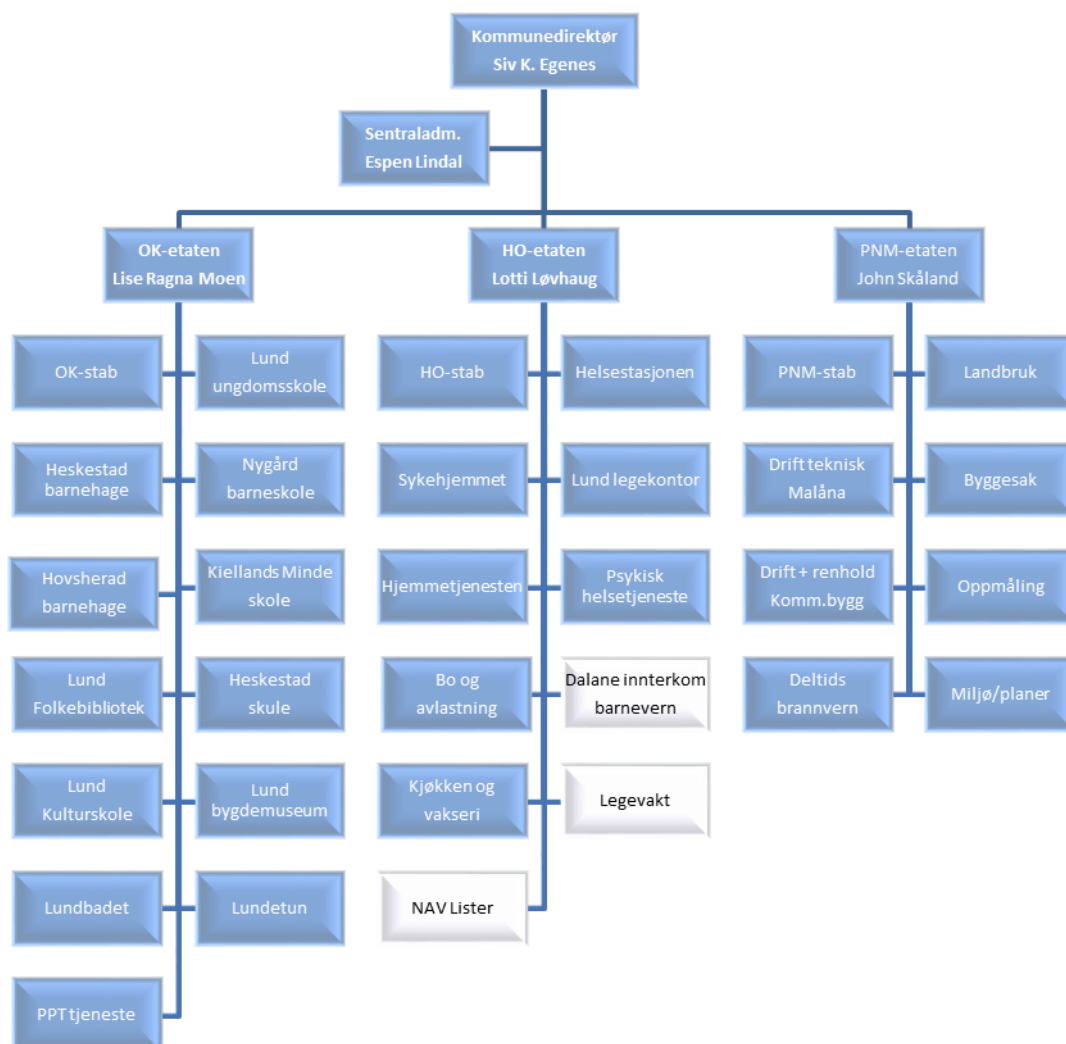 Kommunedirektør
Siv K. Egenes
Sentraladm.
Espen Lindal
OK-etaten
Lise Ragna Moen
HO-etaten
Lotti Løvhaug
PNM-etaten
John Skåland
OK-stab
Lund
ungdomsskole
Heskestad
barnehage
Nygård
barneskole
Hovsherad
barnehage
Kiellands Minde
skole
Lund
Folkebibliotek
Heskestad
skule
Lund
Kulturskole
Lund
bygdemuseum
Lundbadet
Lundetun
PPT tjeneste
HO-stab
Helsestasjonen
Sykehjemmet
Lund legekontor
Hjemmetjenesten
Psykisk
helsetjeneste
Bo og
avlastning
Dalane innterkom
barnevern
Kjøkken og
vakseri
Legevakt
NAV Lister
PNM-stab
Landbruk
Drift teknisk
Malåna
Byggesak
Drift + renhold
Komm.bygg
Oppmåling
Deltids
brannvern
Miljø/planer